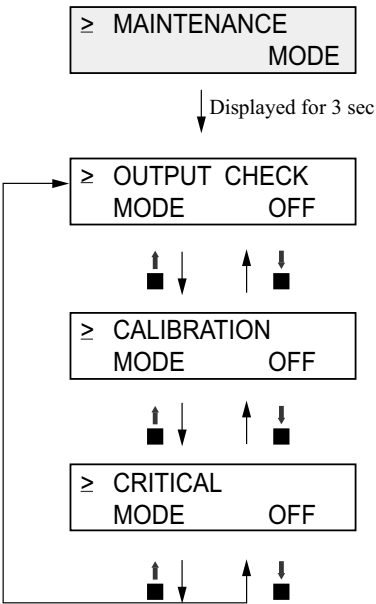 ≥ MAINTENANCE
MODE
Displayed for 3 sec
≥ OUTPUT CHECK
MODE OFF
≥ CALIBRATION
MODE OFF
≥ CRITICAL
MODE OFF